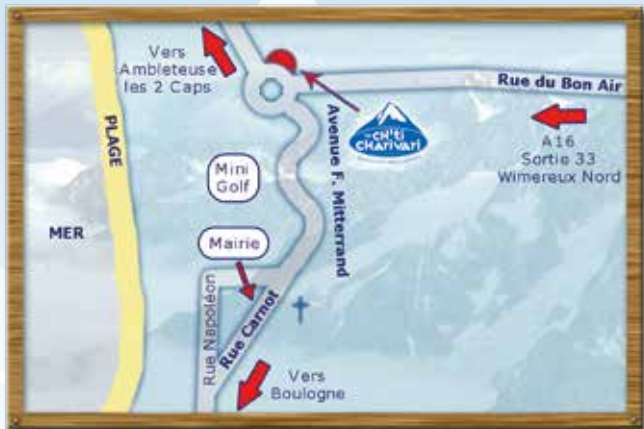 Vers
Ambleteuse
les 2 Caps
Rue du Bon Air
CH'TI
CHARIVARI
A16
Sortie 33
Wimereux Nord
PLAGE
Avenue F. Mitterrand
Mini
Golf
MER
Mairie
Rue Napoléon
Rue Carnot
Vers
Boulogne